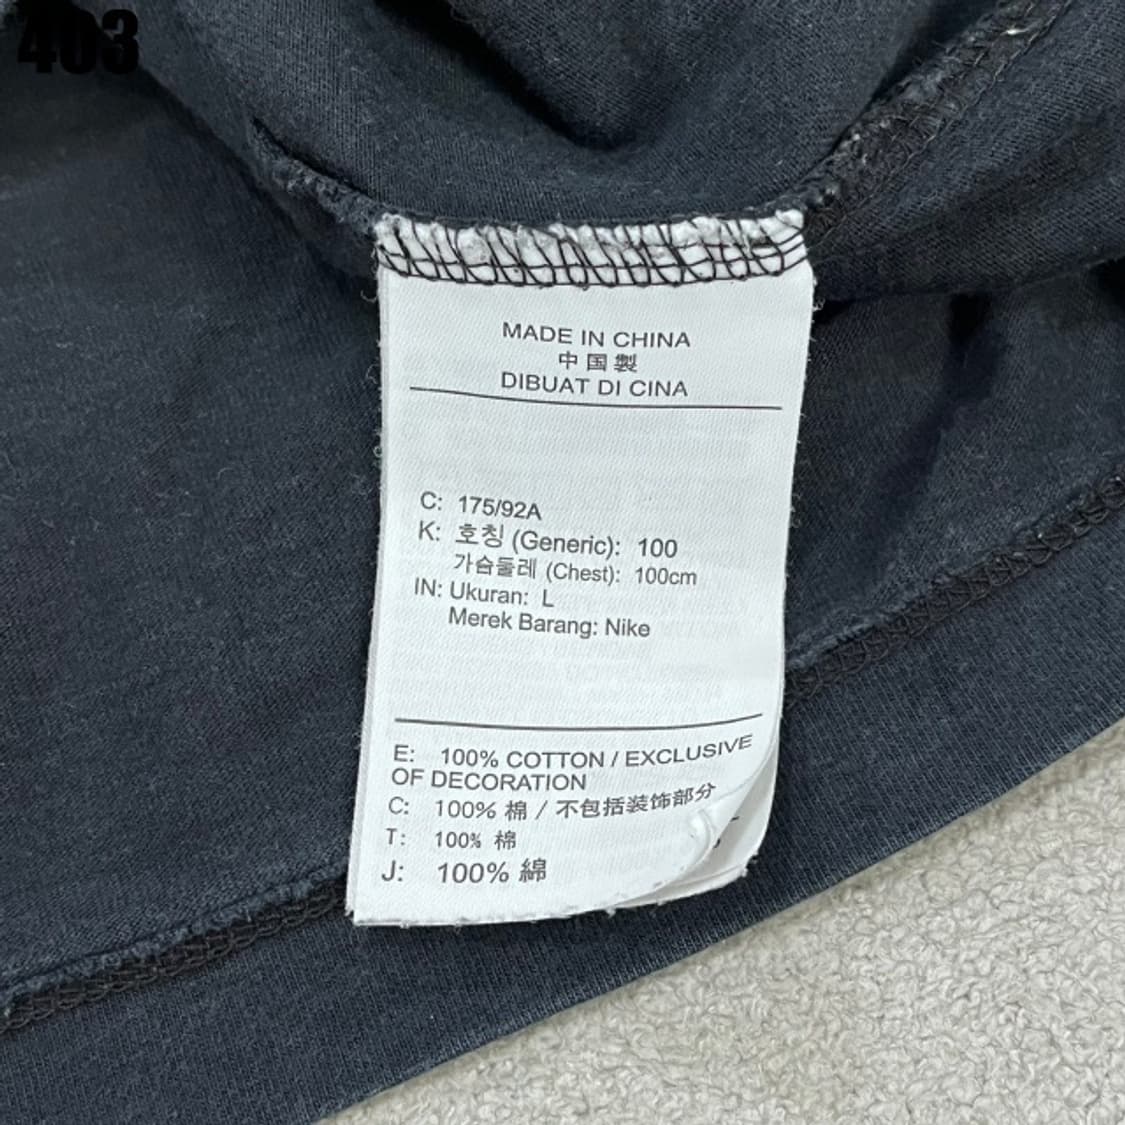 403
MADE IN CHINA
中国製
DIBUAT DI CINA
C: 175/92A
K: 호칭 (Generic): 100
가슴둘레 (Chest): 100cm
IN: Ukuran: L
Merek Barang: Nike
E: 100% COTTON / EXCLUSIVE
OF DECORATION
C: 100% 棉 / 不包括装饰部分
T: 100% 棉
J: 100% 綿